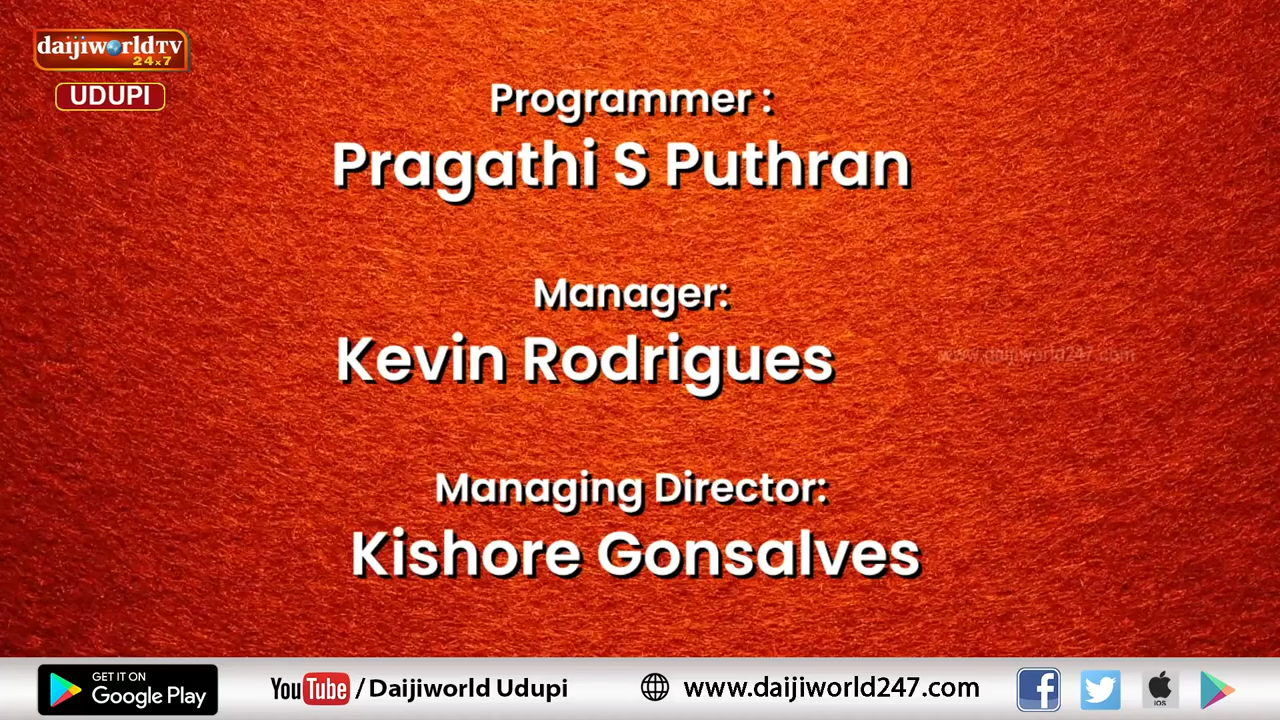 daijiworldTV
24x7
UDUPI
Programmer :
Pragathi S Puthran
Manager:
Kevin Rodrigues
www.daijiworld247.com
Managing Director:
Kishore Gonsalves
GET IT ON
Google Play
YouTube /Daijiworld Udupi
www.daijiworld247.com
iOS